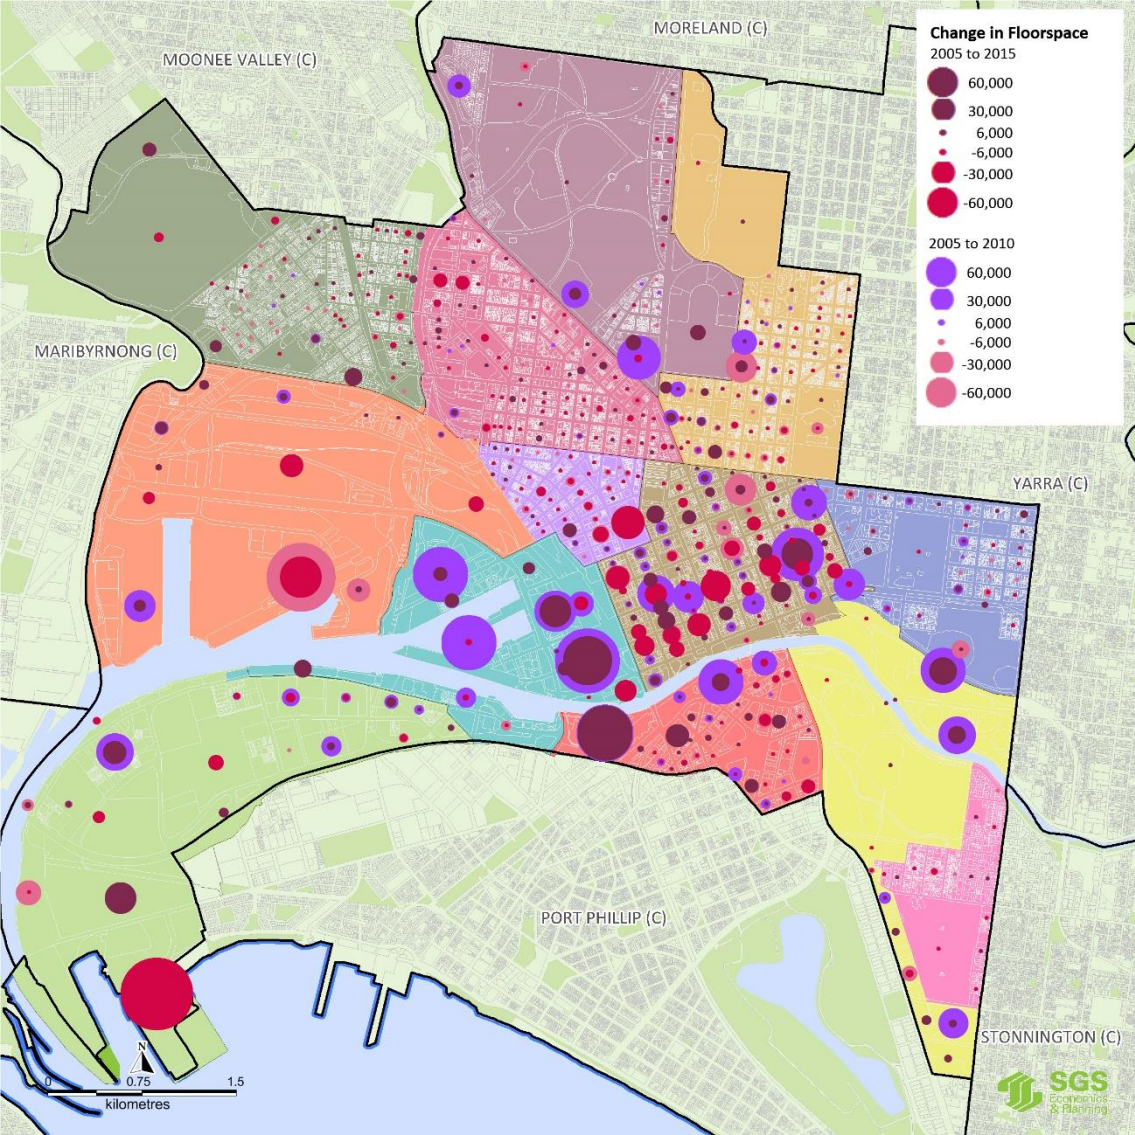 MORELAND (C)
MOONEE VALLEY (C)
Change in Floorspace
2005 to 2015
60,000
30,000
6,000
-6,000
-30,000
-60,000
2005 to 2010
60,000
30,000
6,000
-6,000
-30,000
-60,000
MARIBYRNONG (C)
YARRA (C)
PORT PHILLIP (C)
STONNINGTON (C)
N
0 0.75 1.5
kilometres
SGS
Economics
& Planning